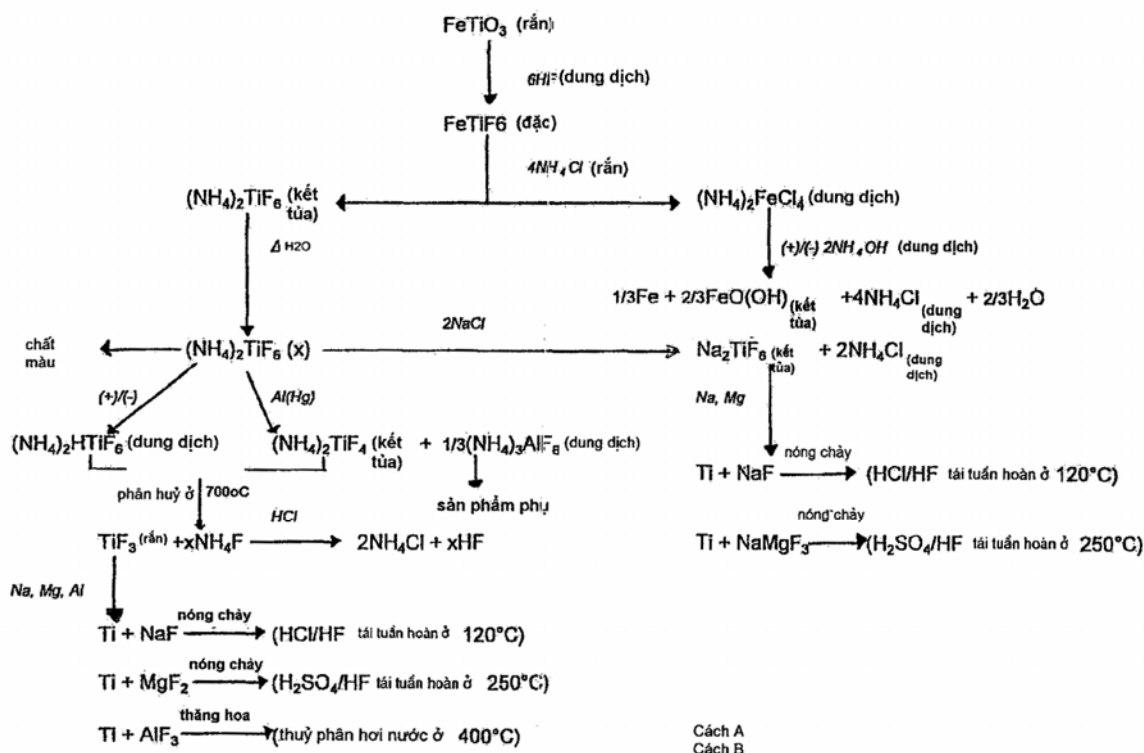 FeTiO3 (rắn)
6HF (dung dịch)
FeTiF6 (đặc)
4NH4Cl (rắn)
(NH4)2TiF6 (kết tủa)
(NH4)2FeCl4 (dung dịch)
Δ H2O
(+)/(-) 2NH4OH (dung dịch)
1/3Fe + 2/3FeO(OH) (kết tủa) +4NH4Cl (dung dịch) + 2/3H2O
2NaCl
chất màu
(NH4)2TiF6 (x)
Na2TiF6 (kết tủa) + 2NH4Cl (dung dịch)
(+)/(-)
Al(Hg)
Na, Mg
(NH4)2HTiF6 (dung dịch)
(NH4)2TiF4 (kết tủa) + 1/3(NH4)3AlF6 (dung dịch)
nóng chảy
Ti + NaF (HCl/HF tái tuần hoàn ở 120°C)
phân huỷ ở 700oC
sản phẩm phụ
HCl
nóng chảy
TiF3 (rắn) +xNH4F 2NH4Cl + xHF
Ti + NaMgF3 (H2SO4/HF tái tuần hoàn ở 250°C)
Na, Mg, Al
nóng chảy
Ti + NaF (HCl/HF tái tuần hoàn ở 120°C)
nóng chảy
Ti + MgF2 (H2SO4/HF tái tuần hoàn ở 250°C)
thăng hoa
Ti + AlF3 (thuỷ phân hơi nước ở 400°C)
Cách A
Cách B